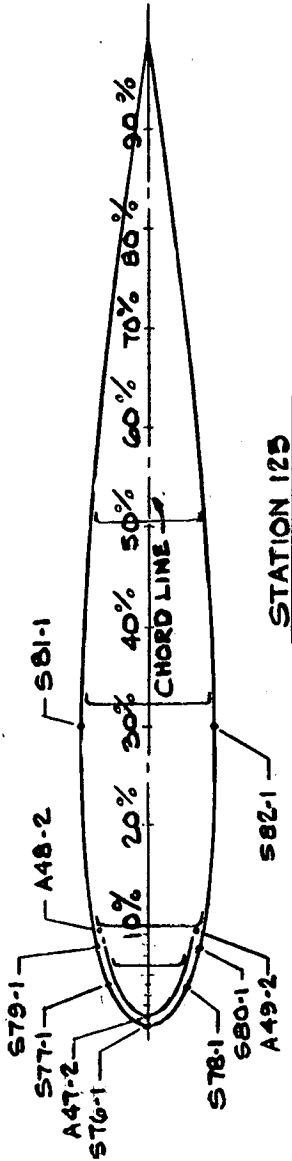 S79-1
S77-1
A47-2
S76-1
A48-2
S81-1
10%
20%
30%
40%
50%
60%
70%
80%
90%
CHORD LINE
S78-1
S80-1
A49-2
S82-1
STATION 125